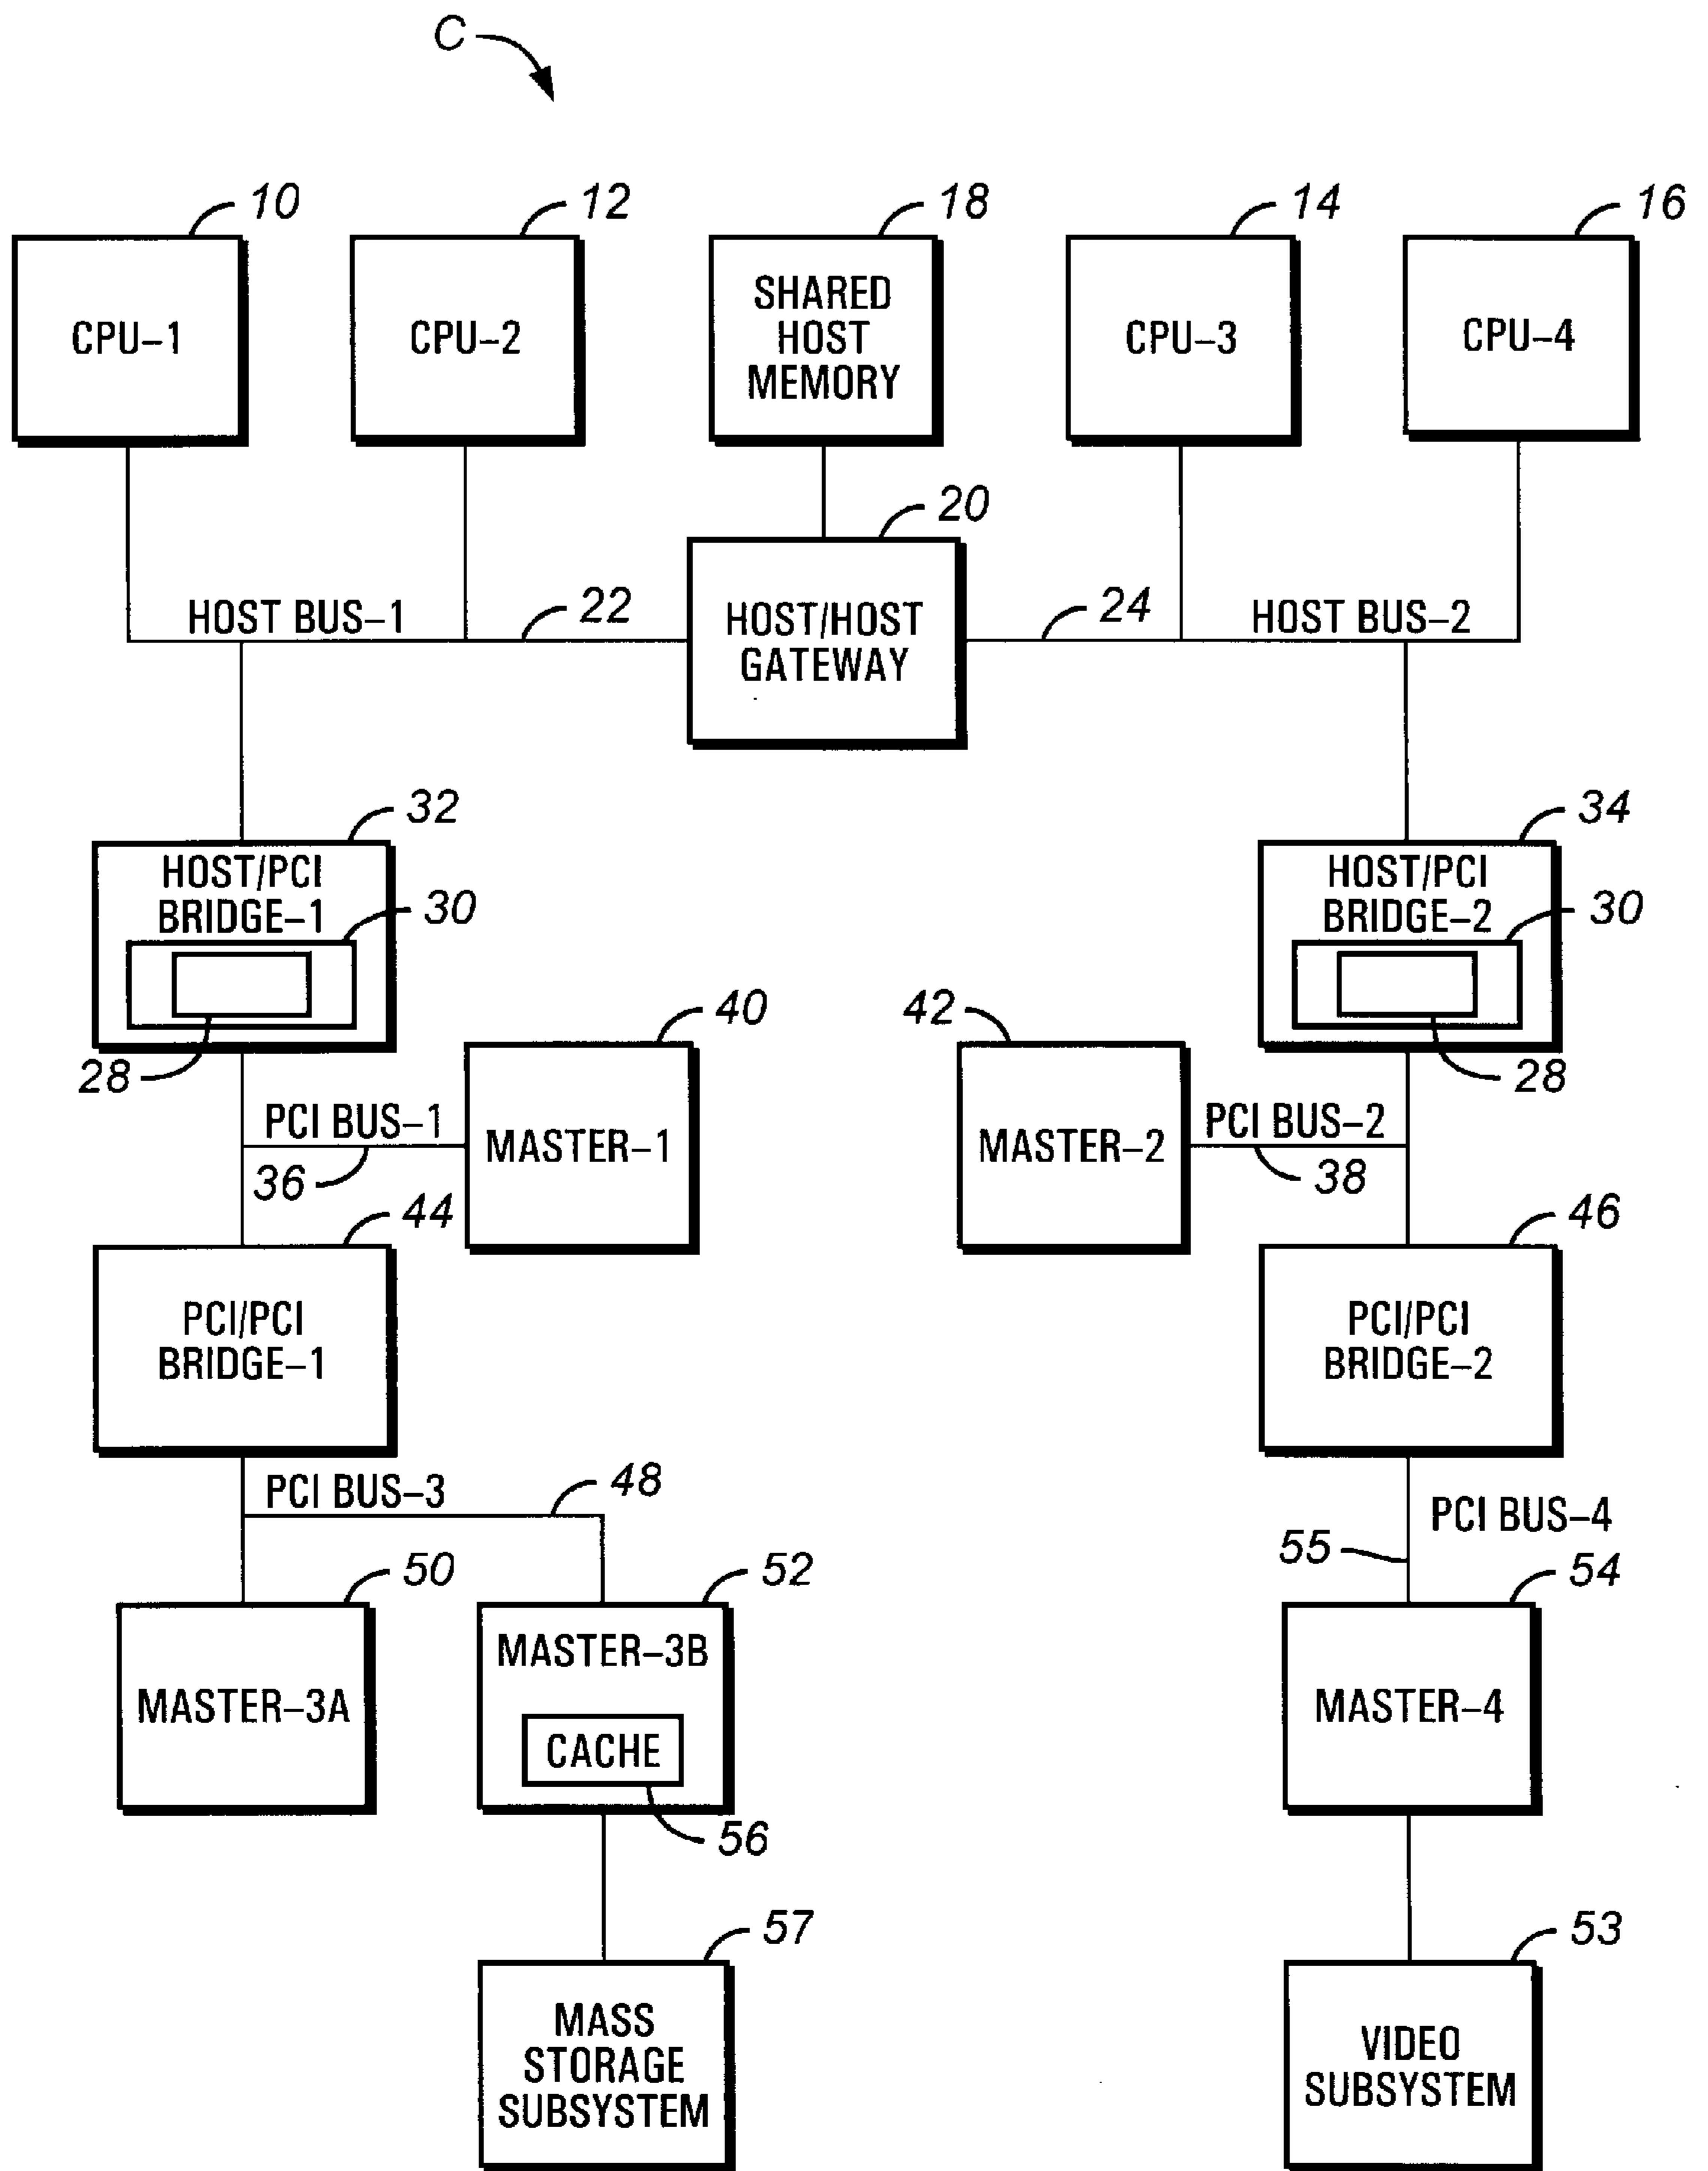 C
10
12
18
14
16
CPU–1
CPU–2
SHARED
HOST
MEMORY
CPU–3
CPU–4
20
HOST BUS–1
22
HOST/HOST
GATEWAY
24
HOST BUS–2
32
34
HOST/PCI
BRIDGE–1
30
HOST/PCI
BRIDGE–2
30
28
40
42
28
PCI BUS–1
MASTER–1
MASTER–2
PCI BUS–2
36
38
44
46
PCI/PCI
BRIDGE–1
PCI/PCI
BRIDGE–2
PCI BUS–3
48
PCI BUS–4
55
50
52
54
MASTER–3A
MASTER–3B
CACHE
MASTER–4
56
57
53
MASS
STORAGE
SUBSYSTEM
VIDEO
SUBSYSTEM